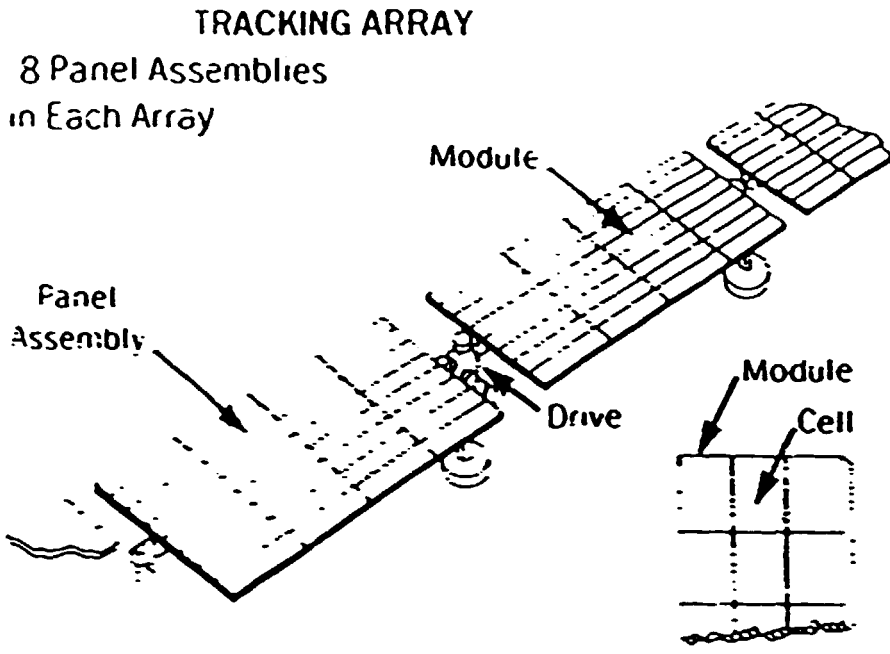 TRACKING ARRAY
8 Panel Assemblies
in Each Array
Module
Panel
Assembly
Drive
Module
Cell